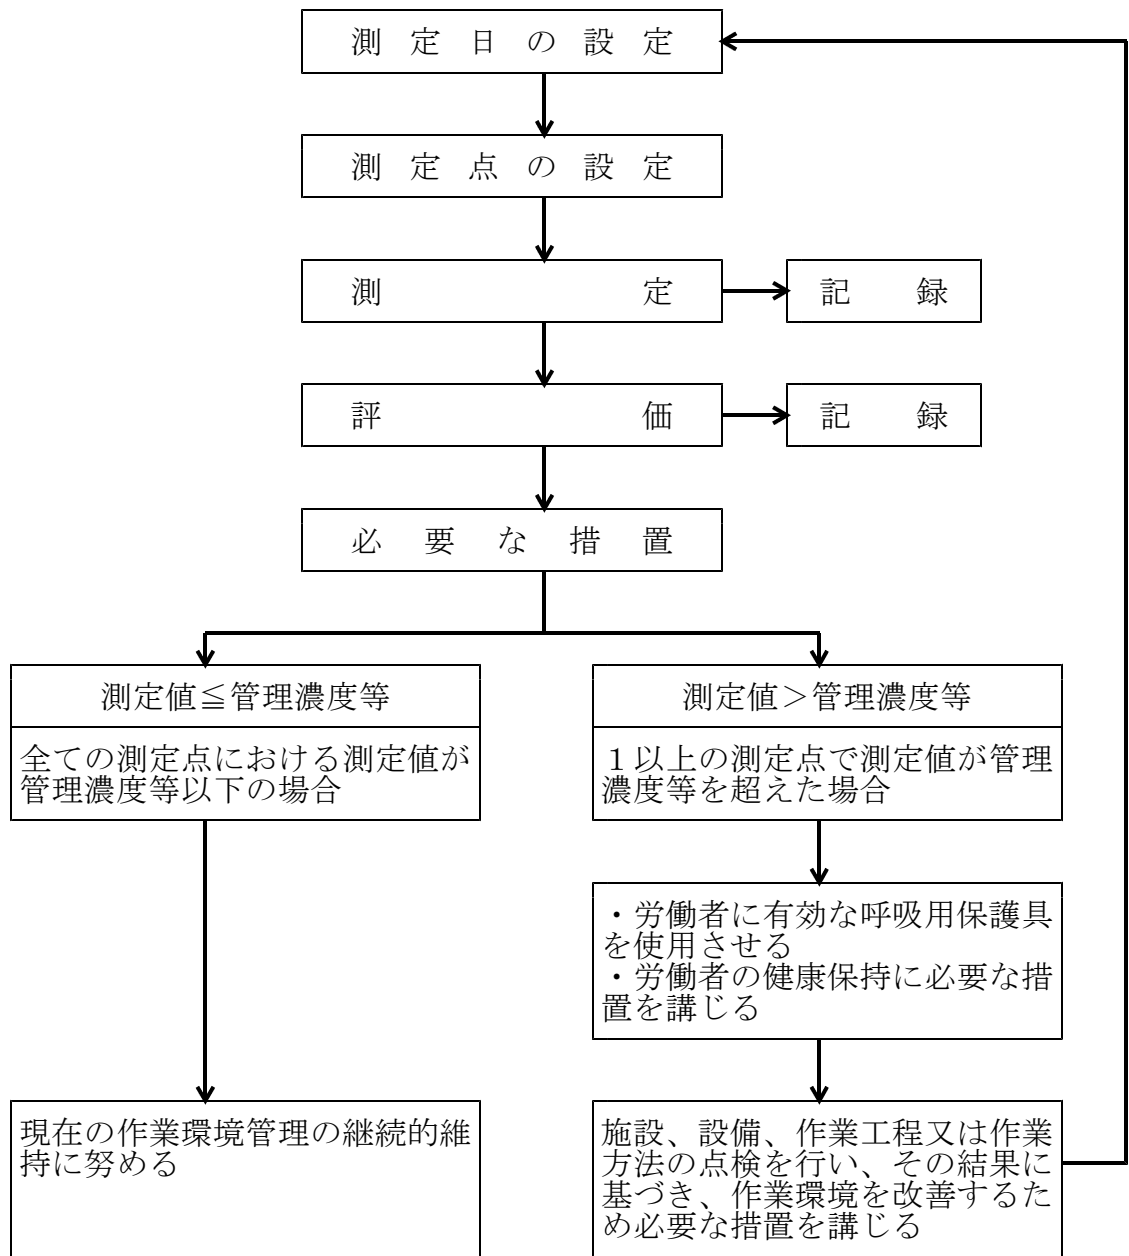 測定日の設定
測定点の設定
測定
記録
評価
記録
必要な措置
測定値≦管理濃度等
全ての測定点における測定値が
管理濃度等以下の場合
測定値＞管理濃度等
１以上の測定点で測定値が管理
濃度等を超えた場合
・労働者に有効な呼吸用保護具
を使用させる
・労働者の健康保持に必要な措
置を講じる
現在の作業環境管理の継続的維
持に努める
施設、設備、作業工程又は作業
方法の点検を行い、その結果に
基づき、作業環境を改善するた
め必要な措置を講じる